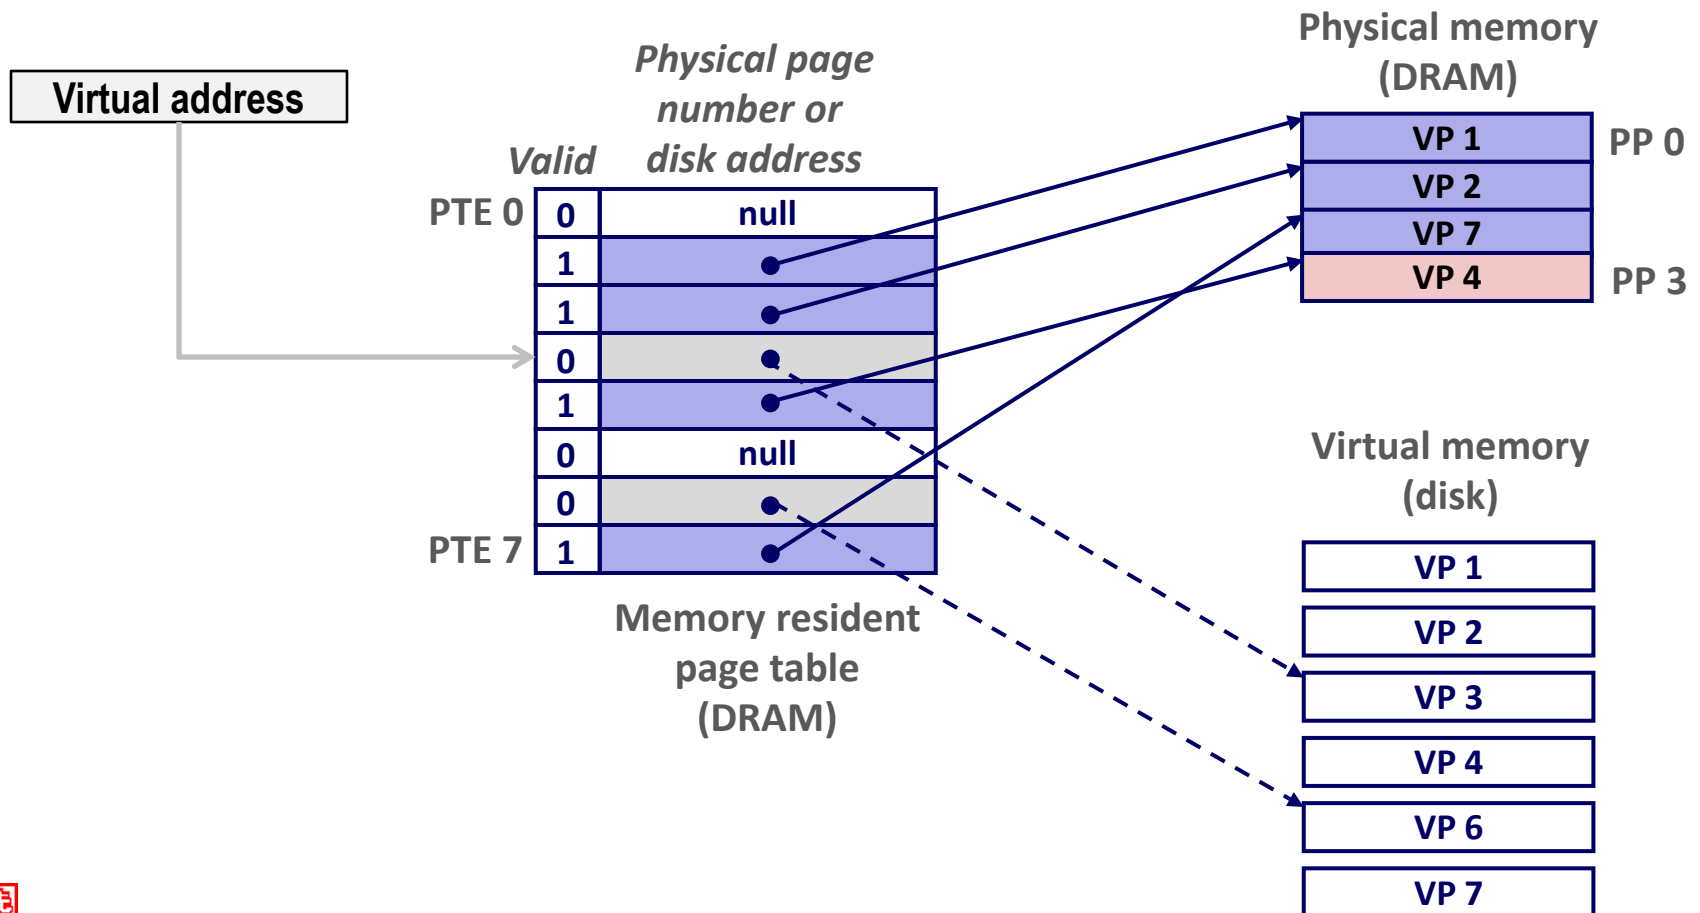 Virtual address
Physical page
number or
disk address
Valid
PTE 0
0
null
1
1
0
1
0
null
0
PTE 7
1
Memory resident
page table
(DRAM)
Physical memory
(DRAM)
VP 1
PP 0
VP 2
VP 7
VP 4
PP 3
Virtual memory
(disk)
VP 1
VP 2
VP 3
VP 4
VP 6
VP 7